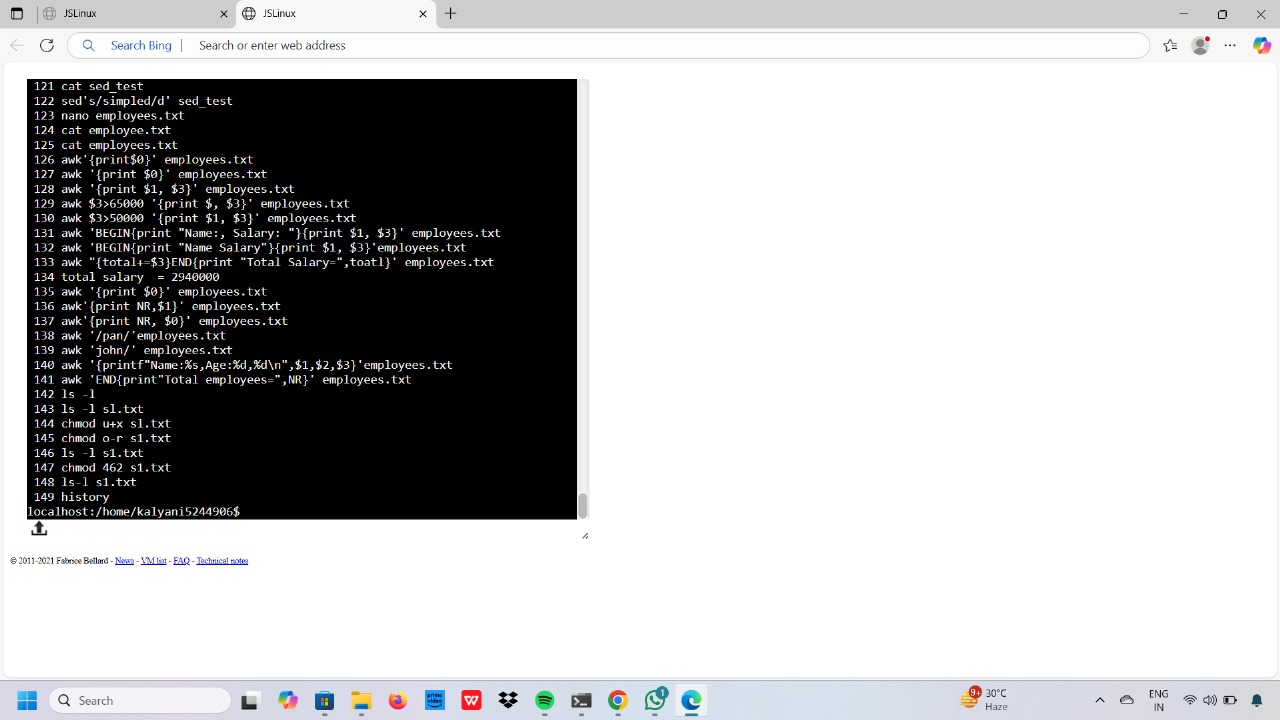 JSLinux
JSLinux
Search Bing
Search or enter web address
121 cat sed_test
122 sed's/simpled/d' sed_test
123 nano employees.txt
124 cat employee.txt
125 cat employees.txt
126 awk'{print$0}' employees.txt
127 awk '{print $0}' employees.txt
128 awk '{print $1, $3}' employees.txt
129 awk $3>65000 '{print $, $3}' employees.txt
130 awk $3>50000 '{print $1, $3}' employees.txt
131 awk 'BEGIN{print "Name:, Salary: "}{print $1, $3}' employees.txt
132 awk 'BEGIN{print "Name Salary"}{print $1, $3}'employees.txt
133 awk "{total+=$3}END{print "Total Salary=",toatl}' employees.txt
134 total salary  = 2940000
135 awk '{print $0}' employees.txt
136 awk'{print NR,$1}' employees.txt
137 awk'{print NR, $0}' employees.txt
138 awk '/pan/'employees.txt
139 awk 'john/' employees.txt
140 awk '{printf"Name:%s,Age:%d,%d\n",$1,$2,$3}'employees.txt
141 awk 'END{print"Total employees=",NR}' employees.txt
142 ls -l
143 ls -l sl.txt
144 chmod u+x s1.txt
145 chmod o-r s1.txt
146 ls -l s1.txt
147 chmod 462 s1.txt
148 ls-l s1.txt
149 history
localhost:/home/kalyani5244906$
© 2011-2021 Fabrice Bellard - News - VM list - FAQ - Technical notes
Search
prime video
W
1
9+
30°C
Haze
ENG
IN